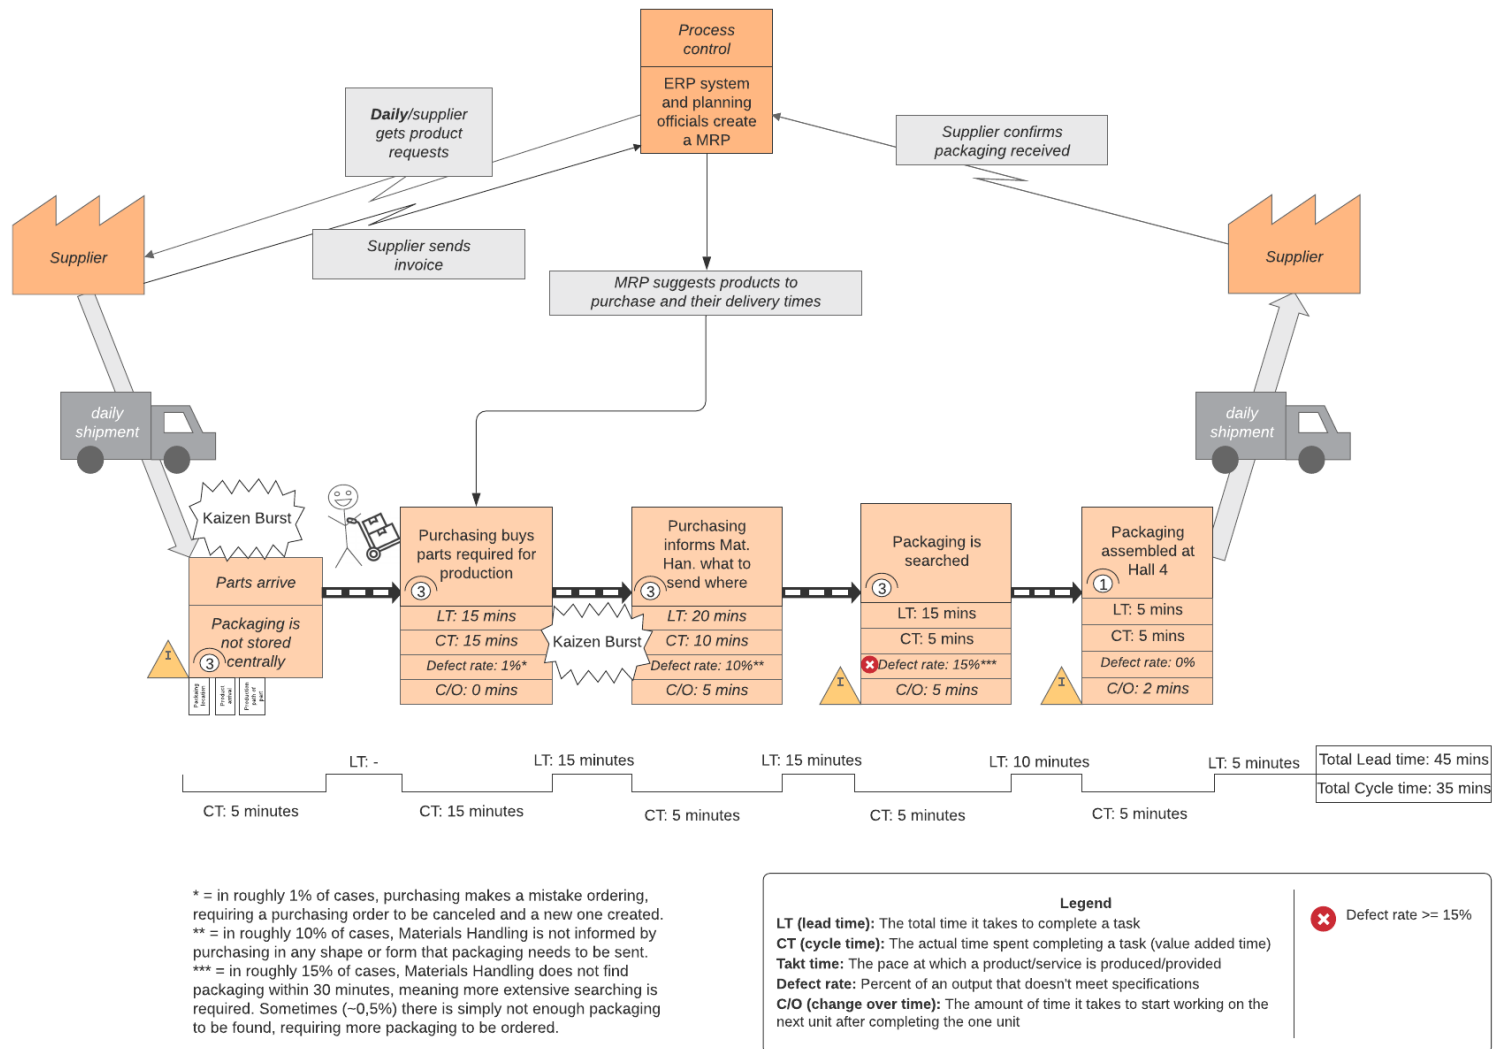 Process
control
ERP system
and planning
officials create
a MRP
Daily/supplier
gets product
requests
Supplier confirms
packaging received
Supplier sends
invoice
Supplier
Supplier
MRP suggests products to
purchase and their delivery times
daily
shipment
daily
shipment
Kaizen Burst
Parts arrive
Packaging is
not stored
centrally
3
I
Packaging
location
Product
arrival
Production
path of
part
Purchasing buys
parts required for
production
3
LT: 15 mins
CT: 15 mins
Defect rate: 1%*
C/O: 0 mins
Kaizen Burst
Purchasing
informs Mat.
Han. what to
send where
3
LT: 20 mins
CT: 10 mins
Defect rate: 10%**
C/O: 5 mins
Packaging is
searched
3
LT: 15 mins
CT: 5 mins
Defect rate: 15%***
C/O: 5 mins
I
Packaging
assembled at
Hall 4
1
LT: 5 mins
CT: 5 mins
Defect rate: 0%
C/O: 2 mins
I
LT: -
LT: 15 minutes
LT: 15 minutes
LT: 10 minutes
LT: 5 minutes
Total Lead time: 45 mins
Total Cycle time: 35 mins
CT: 5 minutes
CT: 15 minutes
CT: 5 minutes
CT: 5 minutes
CT: 5 minutes
* = in roughly 1% of cases, purchasing makes a mistake ordering,
requiring a purchasing order to be canceled and a new one created.
** = in roughly 10% of cases, Materials Handling is not informed by
purchasing in any shape or form that packaging needs to be sent.
*** = in roughly 15% of cases, Materials Handling does not find
packaging within 30 minutes, meaning more extensive searching is
required. Sometimes (~0,5%) there is simply not enough packaging
to be found, requiring more packaging to be ordered.
Legend
LT (lead time): The total time it takes to complete a task
CT (cycle time): The actual time spent completing a task (value added time)
Takt time: The pace at which a product/service is produced/provided
Defect rate: Percent of an output that doesn't meet specifications
C/O (change over time): The amount of time it takes to start working on the
next unit after completing the one unit
Defect rate >= 15%